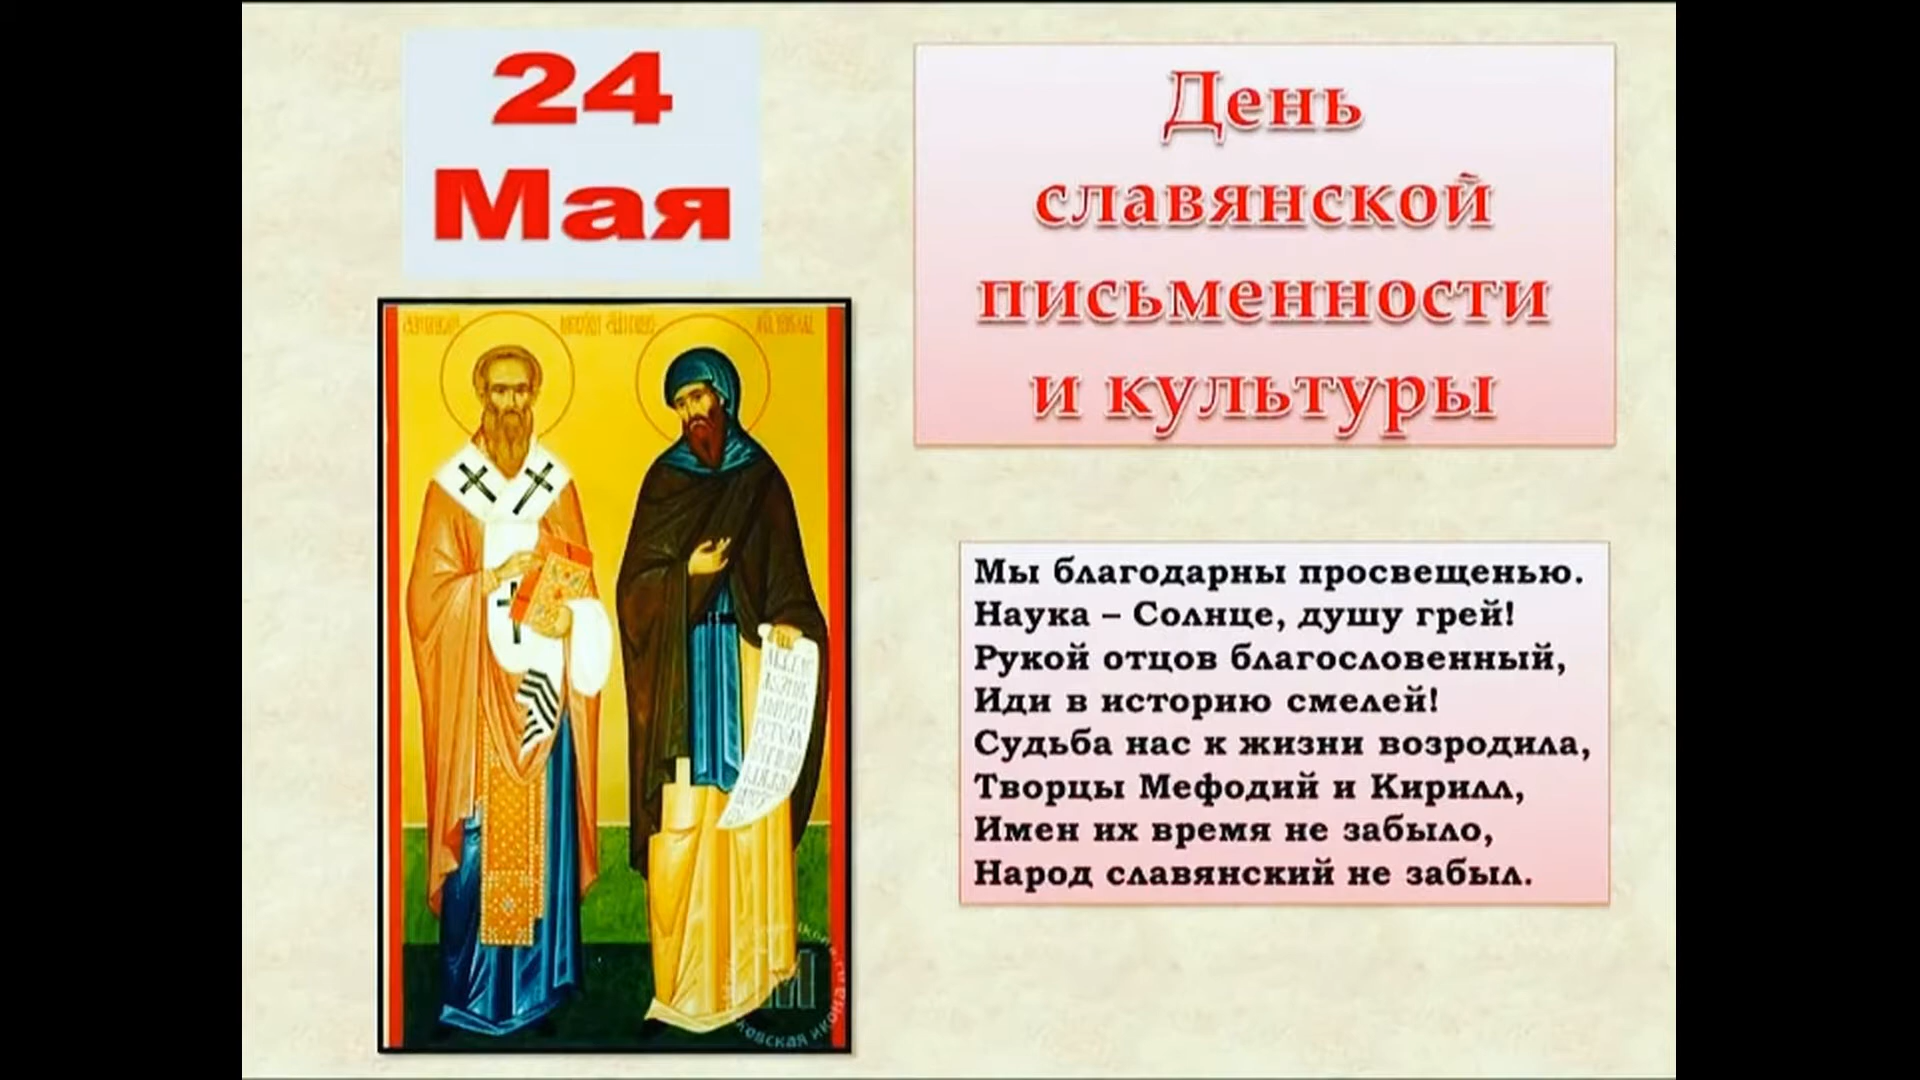 24
Мая
День
славянской
письменности
и культуры
Мы благодарны просвещенью.
Наука – Солнце, душу грей!
Рукой отцов благословенный,
Иди в историю смелей!
Судьба нас к жизни возродила,
Творцы Мефодий и Кирилл,
Имен их время не забыло,
Народ славянский не забыл.